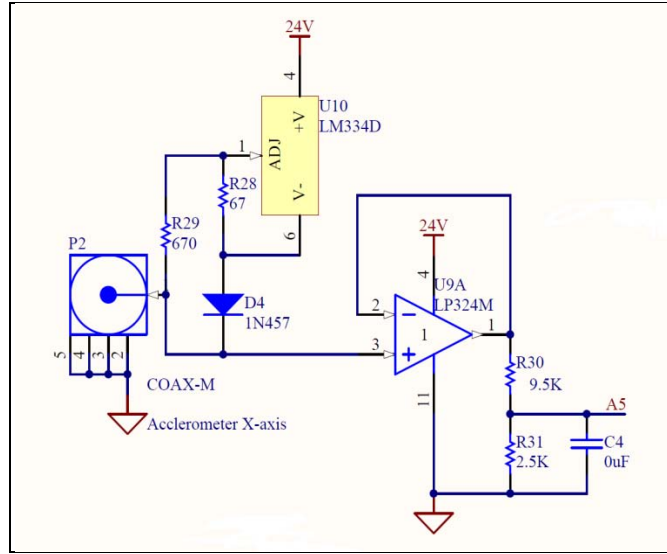 24V
4
U10
LM334D
+V
1
ADJ
V-
R28
67
R29
670
6
24V
P2
4
U9A
D4
1N457
LP324M
2
1
1
3
R30
9.5K
5
4
3
2
COAX-M
11
A5
Acclerometer X-axis
R31
2.5K
C4
0uF